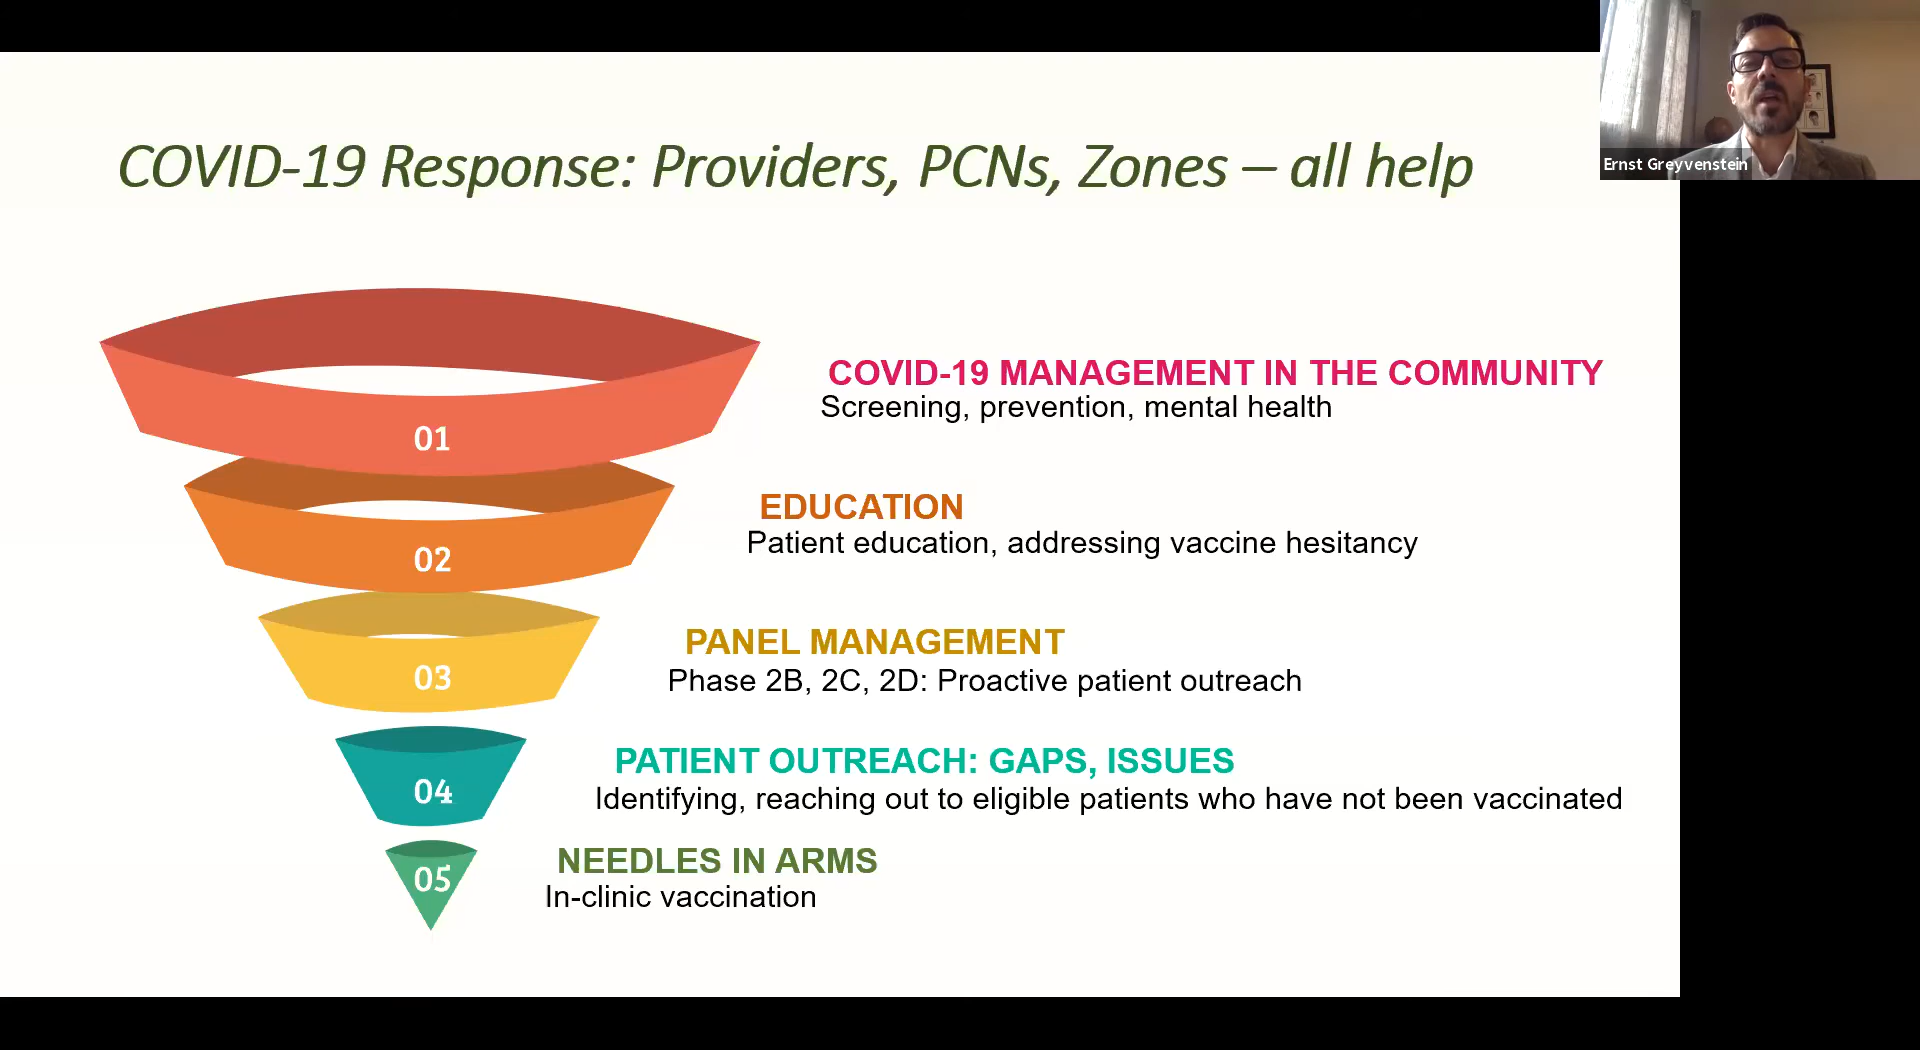 COVID-19 Response: Providers, PCNs, Zones – all help
Ernst Greyvenstein
01
COVID-19 MANAGEMENT IN THE COMMUNITY
Screening, prevention, mental health
02
EDUCATION
Patient education, addressing vaccine hesitancy
03
PANEL MANAGEMENT
Phase 2B, 2C, 2D: Proactive patient outreach
04
PATIENT OUTREACH: GAPS, ISSUES
Identifying, reaching out to eligible patients who have not been vaccinated
05
NEEDLES IN ARMS
In-clinic vaccination